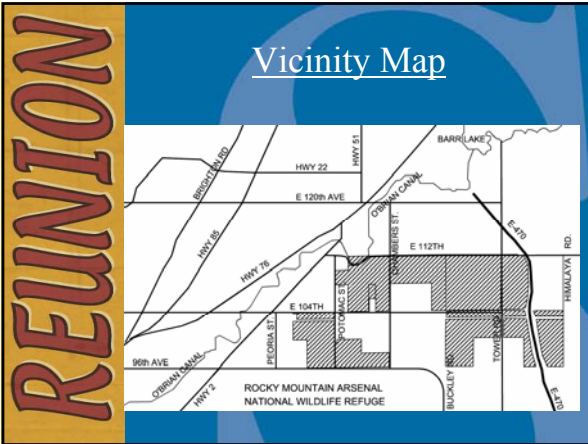 REUNION
Vicinity Map
BARR LAKE
HWY 51
HWY 22
BRIGHTON RD
E 120th AVE
O'BRIAN CANAL
CHAMBERS ST.
E-470
HWY 85
E 112TH
HIMALAYA RD.
HWY 76
POTOMAC ST.
E 104TH
PEORIA ST.
TOWER RD.
96th AVE
O'BRIAN CANAL
BUCKLEY RD.
HWY 2
ROCKY MOUNTAIN ARSENAL
NATIONAL WILDLIFE REFUGE
E-470